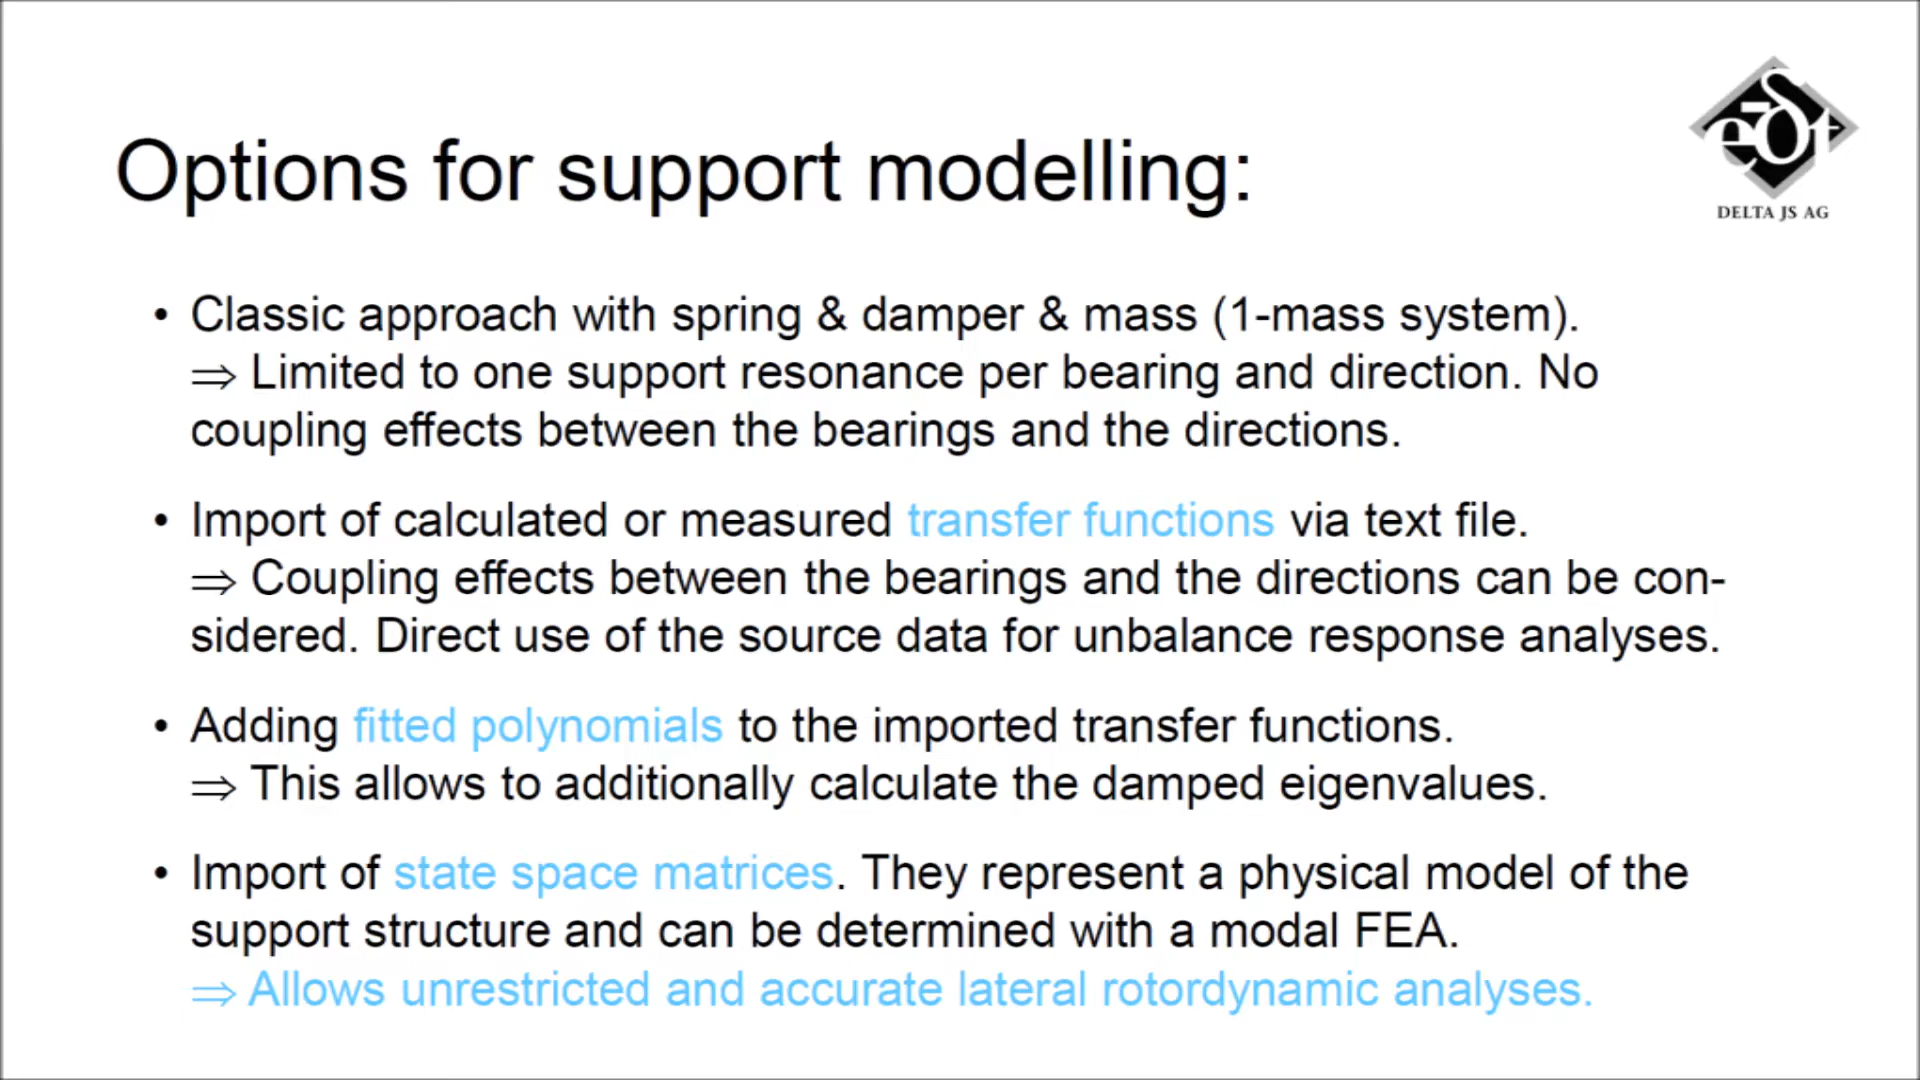 Options for support modelling:
eδt
DELTA JS AG
• Classic approach with spring & damper & mass (1-mass system).
⇒ Limited to one support resonance per bearing and direction. No
coupling effects between the bearings and the directions.
• Import of calculated or measured transfer functions via text file.
⇒ Coupling effects between the bearings and the directions can be con-
sidered. Direct use of the source data for unbalance response analyses.
• Adding fitted polynomials to the imported transfer functions.
⇒ This allows to additionally calculate the damped eigenvalues.
• Import of state space matrices. They represent a physical model of the
support structure and can be determined with a modal FEA.
⇒ Allows unrestricted and accurate lateral rotordynamic analyses.